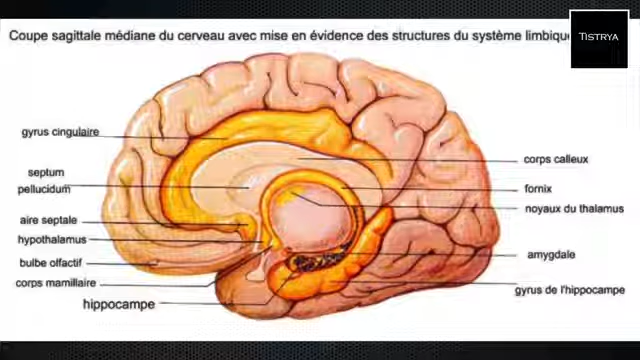 Coupe sagittale médiane du cerveau avec mise en évidence des structures du système limbique
TISTRYA
gyrus cingulaire
septum
pellucidum
aire septale
hypothalamus
bulbe olfactif
corps mamillaire
hippocampe
corps calleux
fornix
noyaux du thalamus
amygdale
gyrus de l'hippocampe